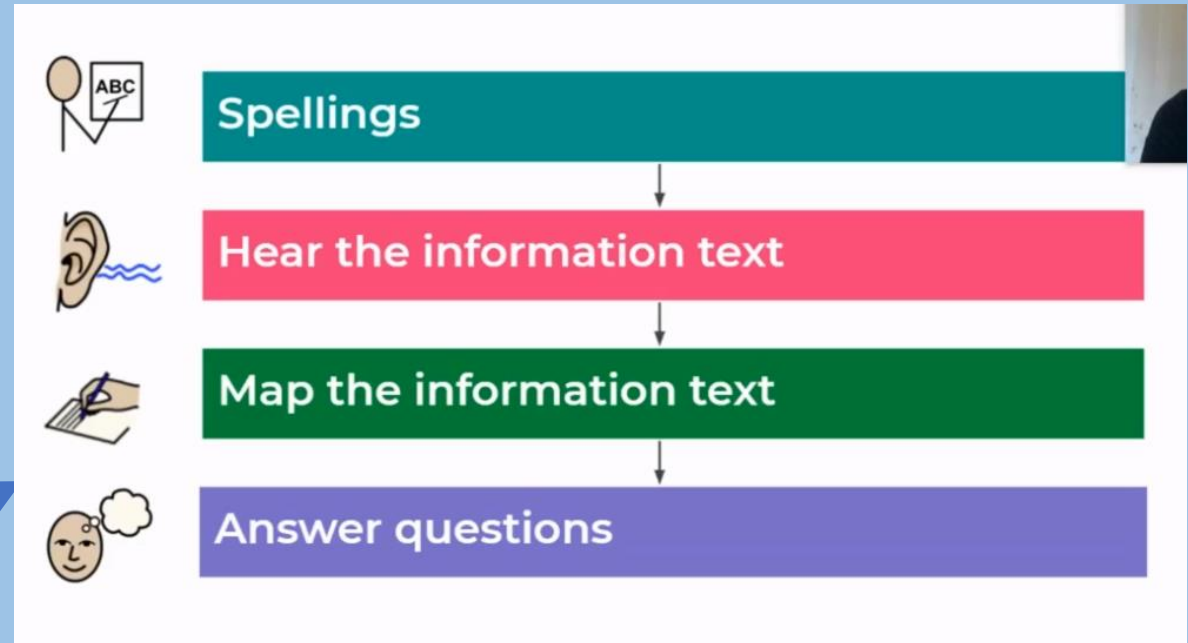 ABC
Spellings
Hear the information text
Map the information text
Answer questions